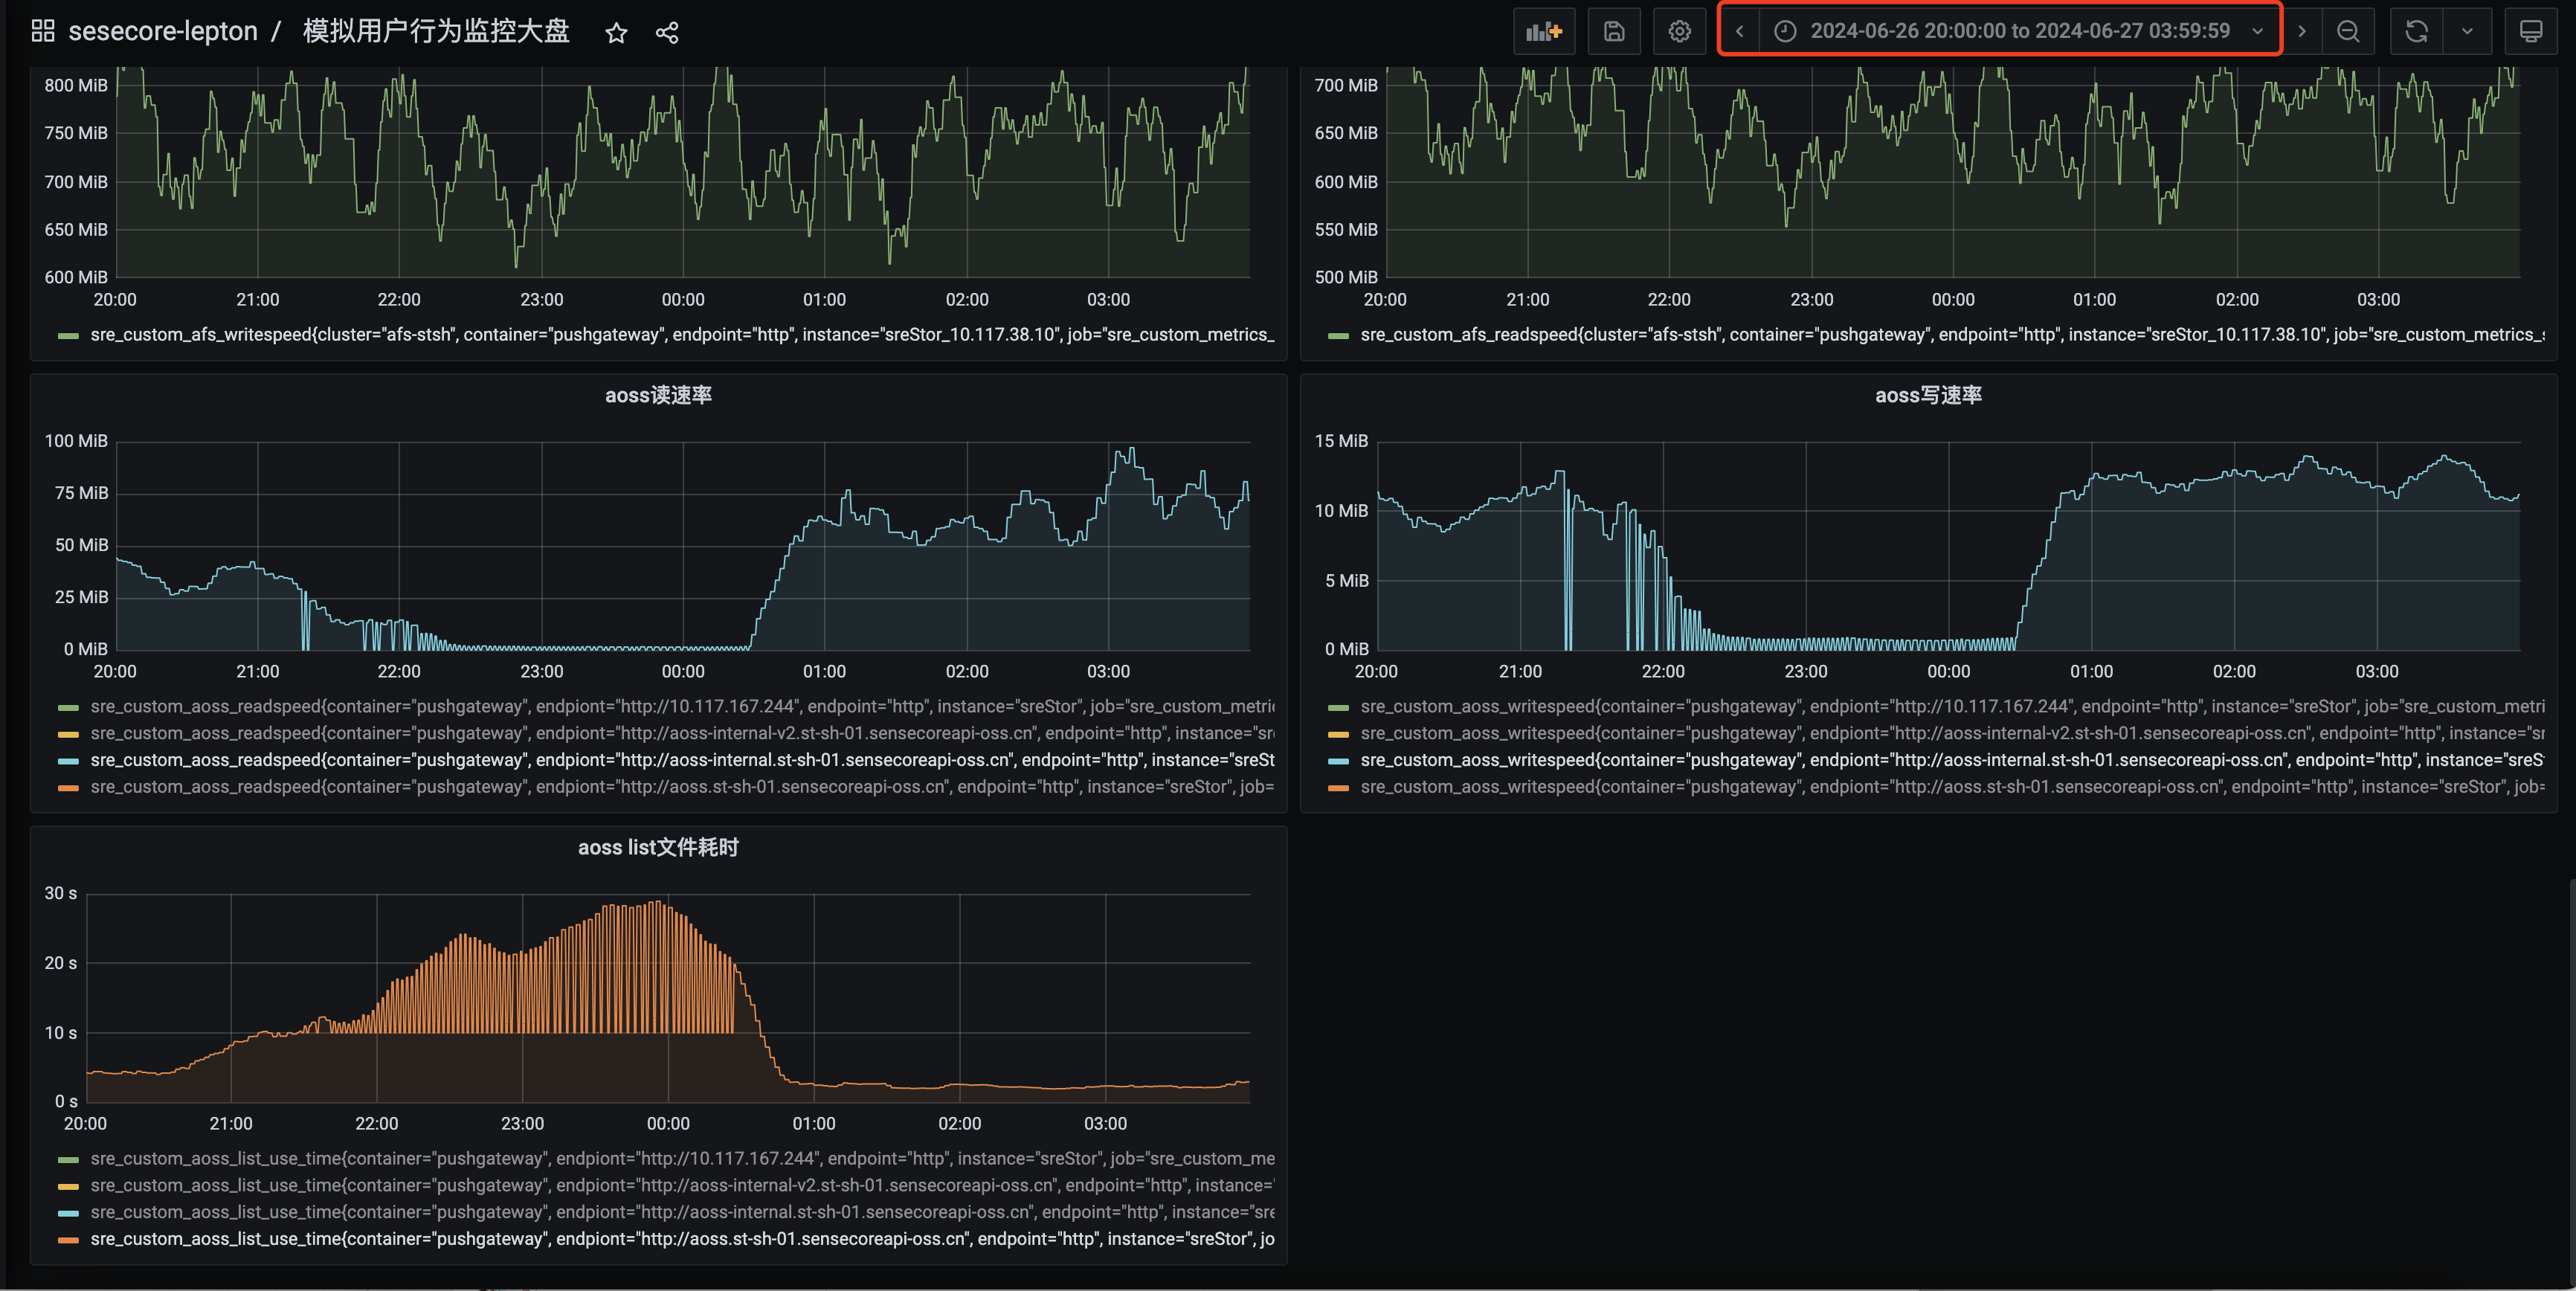 sesecore-lepton / 模拟用户行为监控大盘
2024-06-26 20:00:00 to 2024-06-27 03:59:59
800 MiB
750 MiB
700 MiB
650 MiB
600 MiB
20:00 21:00 22:00 23:00 00:00 01:00 02:00 03:00
sre_custom_afs_writespeed{cluster="afs-stsh", container="pushgateway", endpoint="http", instance="sreStor_10.117.38.10", job="sre_custom_metrics_
700 MiB
650 MiB
600 MiB
550 MiB
500 MiB
20:00 21:00 22:00 23:00 00:00 01:00 02:00 03:00
sre_custom_afs_readspeed{cluster="afs-stsh", container="pushgateway", endpoint="http", instance="sreStor_10.117.38.10", job="sre_custom_metrics_s
aoss读速率
100 MiB
75 MiB
50 MiB
25 MiB
0 MiB
20:00 21:00 22:00 23:00 00:00 01:00 02:00 03:00
sre_custom_aoss_readspeed{container="pushgateway", endpiont="http://10.117.167.244", endpoint="http", instance="sreStor", job="sre_custom_metric
sre_custom_aoss_readspeed{container="pushgateway", endpiont="http://aoss-internal-v2.st-sh-01.sensecoreapi-oss.cn", endpoint="http", instance="sr
sre_custom_aoss_readspeed{container="pushgateway", endpiont="http://aoss-internal.st-sh-01.sensecoreapi-oss.cn", endpoint="http", instance="sreSt
sre_custom_aoss_readspeed{container="pushgateway", endpiont="http://aoss.st-sh-01.sensecoreapi-oss.cn", endpoint="http", instance="sreStor", job=
aoss写速率
15 MiB
10 MiB
5 MiB
0 MiB
20:00 21:00 22:00 23:00 00:00 01:00 02:00 03:00
sre_custom_aoss_writespeed{container="pushgateway", endpiont="http://10.117.167.244", endpoint="http", instance="sreStor", job="sre_custom_metri
sre_custom_aoss_writespeed{container="pushgateway", endpiont="http://aoss-internal-v2.st-sh-01.sensecoreapi-oss.cn", endpoint="http", instance="sr
sre_custom_aoss_writespeed{container="pushgateway", endpiont="http://aoss-internal.st-sh-01.sensecoreapi-oss.cn", endpoint="http", instance="sreS
sre_custom_aoss_writespeed{container="pushgateway", endpiont="http://aoss.st-sh-01.sensecoreapi-oss.cn", endpoint="http", instance="sreStor", job=
aoss list文件耗时
30 s
20 s
10 s
0 s
20:00 21:00 22:00 23:00 00:00 01:00 02:00 03:00
sre_custom_aoss_list_use_time{container="pushgateway", endpiont="http://10.117.167.244", endpoint="http", instance="sreStor", job="sre_custom_me
sre_custom_aoss_list_use_time{container="pushgateway", endpiont="http://aoss-internal-v2.st-sh-01.sensecoreapi-oss.cn", endpoint="http", instance="
sre_custom_aoss_list_use_time{container="pushgateway", endpiont="http://aoss-internal.st-sh-01.sensecoreapi-oss.cn", endpoint="http", instance="sre
sre_custom_aoss_list_use_time{container="pushgateway", endpiont="http://aoss.st-sh-01.sensecoreapi-oss.cn", endpoint="http", instance="sreStor", jo